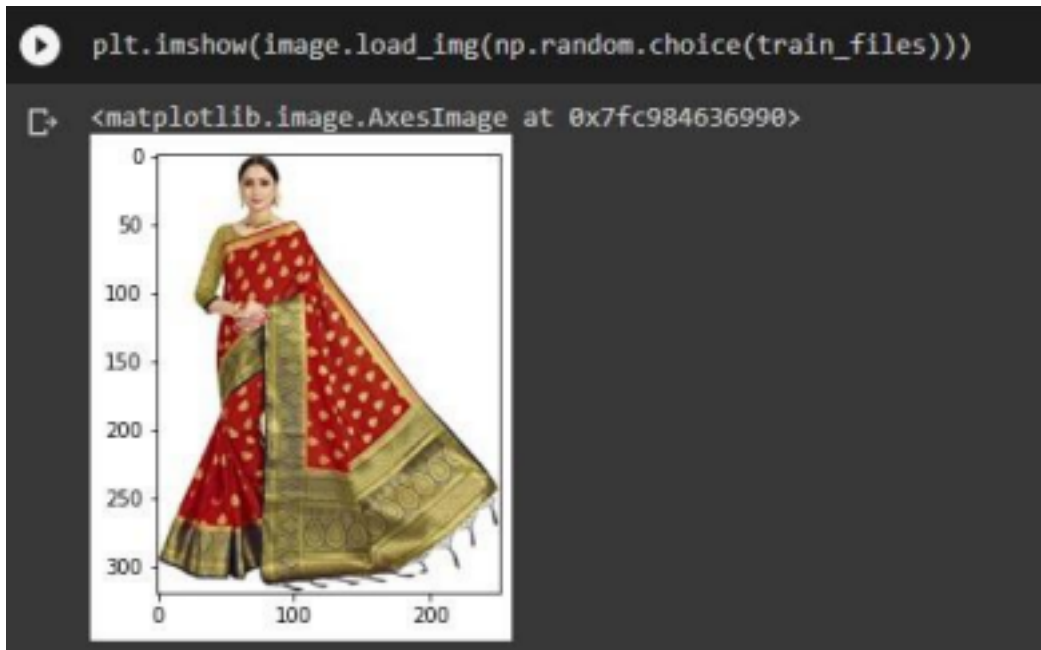 plt.imshow(image.load_img(np.random.choice(train_files)))
<matplotlib.image.AxesImage at 0x7fc984636990>
0
50
100
150
200
250
300
0 100 200